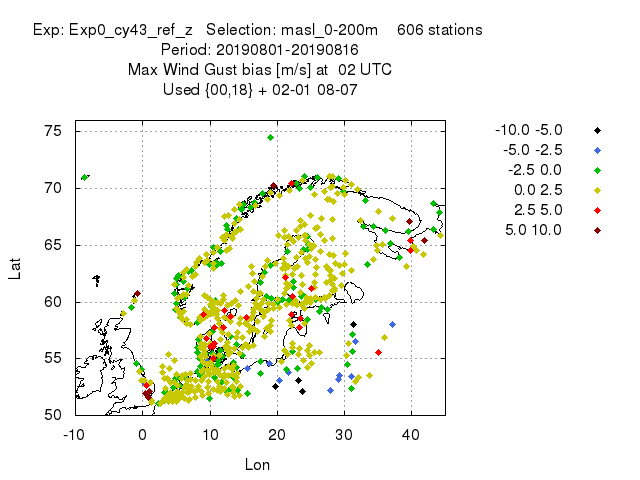 Exp: Exp0_cy43_ref_z   Selection: masl_0-200m    606 stations
Period: 20190801-20190816
Max Wind Gust bias [m/s] at  02 UTC
Used {00,18} + 02-01 08-07
75
70
65
60
55
50
Lat
-10 0 10 20 30 40
Lon
-10.0 -5.0
-5.0 -2.5
-2.5 0.0
0.0 2.5
2.5 5.0
5.0 10.0